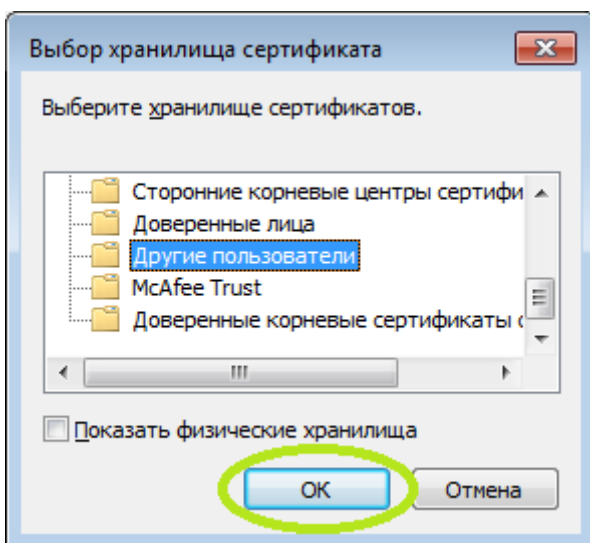 Выбор хранилища сертификата
Выберите хранилище сертификатов.
Сторонние корневые центры сертифи
Доверенные лица
Другие пользователи
McAfee Trust
Доверенные корневые сертификаты с
Показать физические хранилища
ОК Отмена